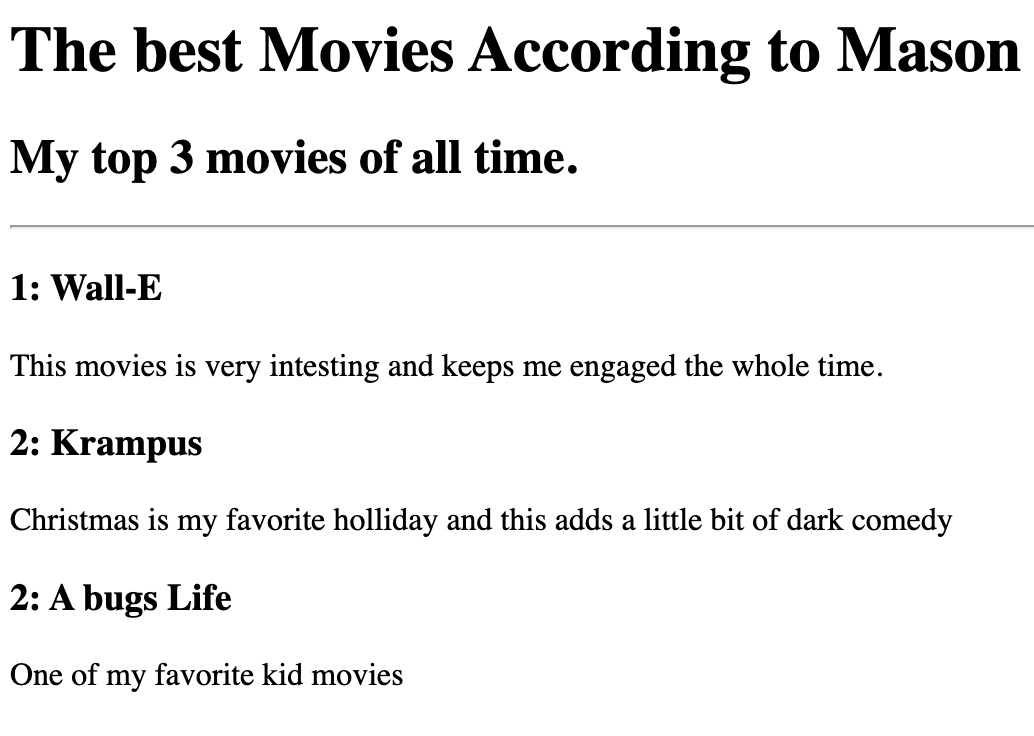 The best Movies According to Mason
My top 3 movies of all time.
1: Wall-E
This movies is very intesting and keeps me engaged the whole time.
2: Krampus
Christmas is my favorite holliday and this adds a little bit of dark comedy
2: A bugs Life
One of my favorite kid movies